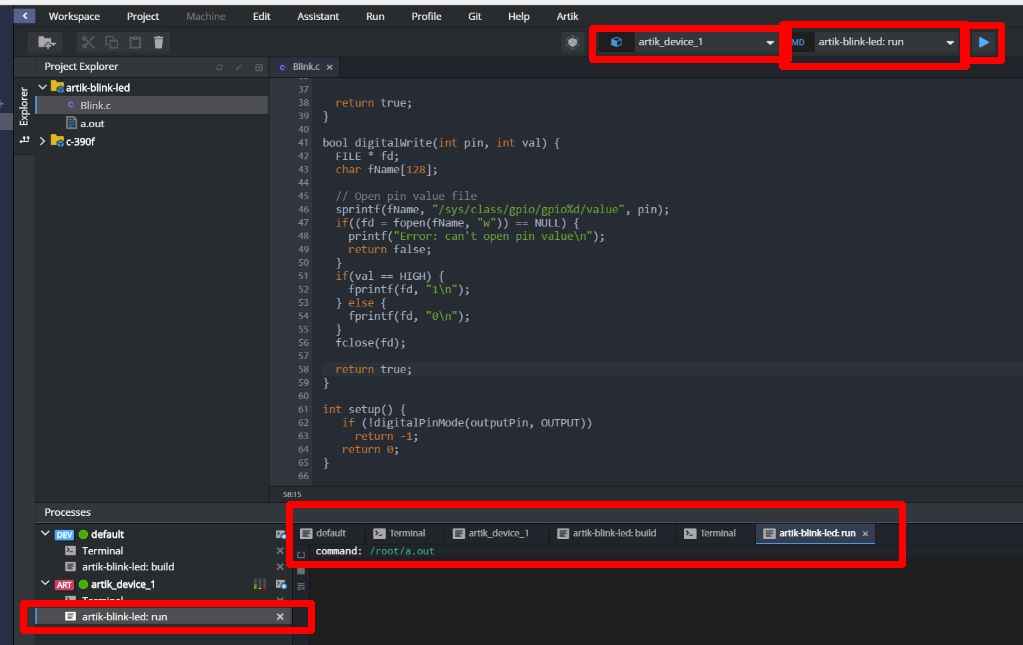 Workspace Project Machine Edit Assistant Run Profile Git Help Artik
artik_device_1 MD artik-blink-led: run
Project Explorer
Blink.c ×
Explorer
artik-blink-led
c Blink.c
a.out
c-390f
37
38 return true;
39 }
40
41 bool digitalWrite(int pin, int val) {
42 FILE * fd;
43 char fName[128];
44
45 // Open pin value file
46 sprintf(fName, "/sys/class/gpio/gpio%d/value", pin);
47 if((fd = fopen(fName, "w")) == NULL) {
48 printf("Error: can't open pin value\n");
49 return false;
50 }
51 if(val == HIGH) {
52 fprintf(fd, "1\n");
53 } else {
54 fprintf(fd, "0\n");
55 }
56 fclose(fd);
57
58 return true;
59 }
60
61 int setup() {
62 if (!digitalPinMode(outputPin, OUTPUT))
63 return -1;
64 return 0;
65 }
66
58:15
Processes
DEV default
Terminal
artik-blink-led: build
ART artik_device_1
Terminal
artik-blink-led: run
default Terminal artik_device_1 artik-blink-led: build Terminal artik-blink-led: run ×
command: /root/a.out